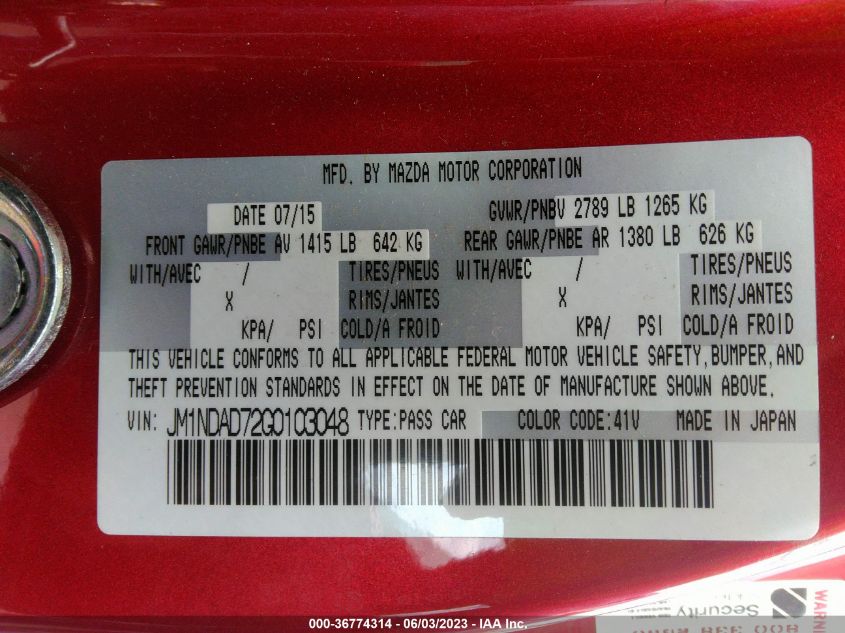 MFD. BY MAZDA MOTOR CORPORATION
DATE 07/15 GVWR/PNBV 2789 LB 1265 KG
FRONT GAWR/PNBE AV 1415 LB 642 KG REAR GAWR/PNBE AR 1380 LB 626 KG
WITH/AVEC / TIRES/PNEUS WITH/AVEC / TIRES/PNEUS
X RIMS/JANTES X RIMS/JANTES
KPA/ PSI COLD/A FROID KPA/ PSI COLD/A FROID
THIS VEHICLE CONFORMS TO ALL APPLICABLE FEDERAL MOTOR VEHICLE SAFETY,BUMPER,AND
THEFT PREVENTION STANDARDS IN EFFECT ON THE DATE OF MANUFACTURE SHOWN ABOVE.
VIN: JM1NDAD72G0103048 TYPE:PASS CAR COLOR CODE:41V MADE IN JAPAN
Security
WARN
000-36774314 - 06/03/2023 - IAA Inc.